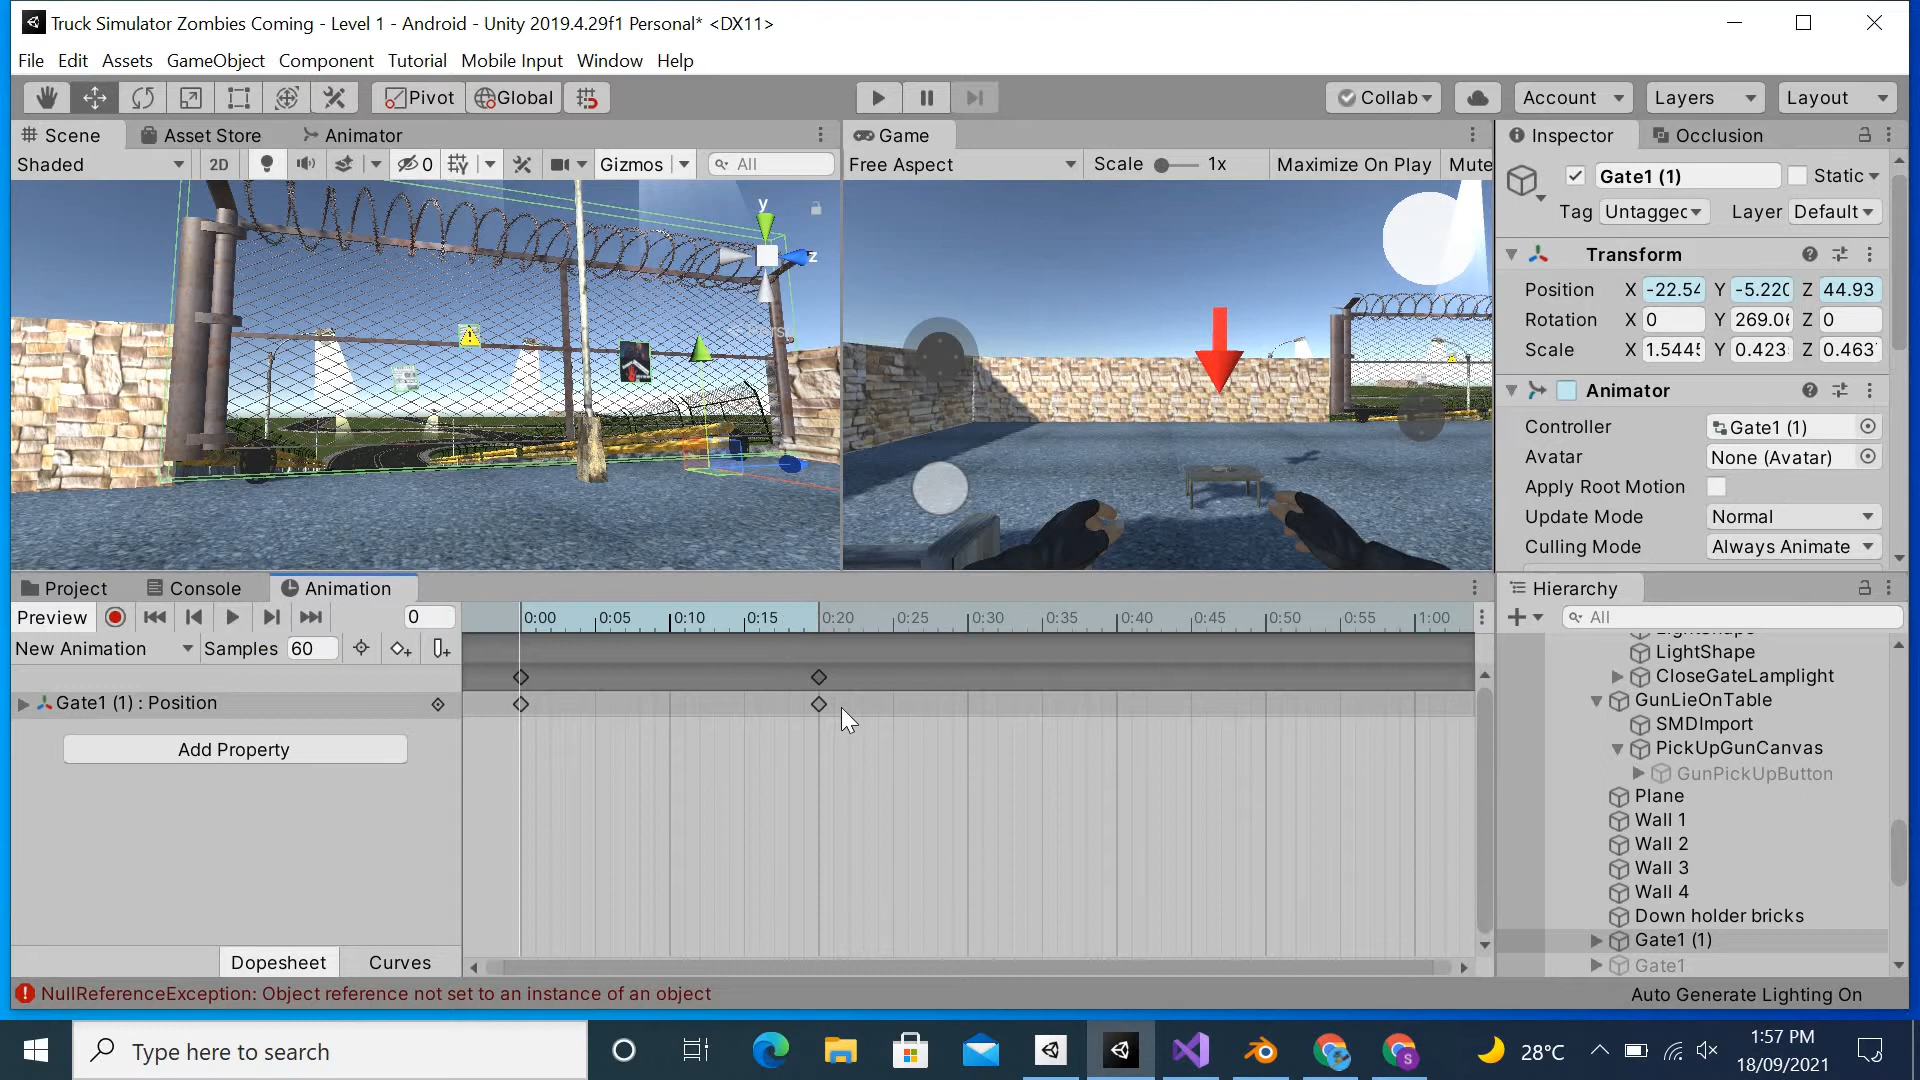 Truck Simulator Zombies Coming - Level 1 - Android - Unity 2019.4.29f1 Personal* <DX11>
File Edit Assets GameObject Component Tutorial Mobile Input Window Help
Pivot Global Collab Account Layers Layout
Scene Asset Store Animator
Shaded 2D 0 Gizmos All
y
z
Game
Free Aspect Scale 1x Maximize On Play Mute
Inspector Occlusion
Gate1 (1) Static
Tag Untagged Layer Default
Transform
Position X -22.54 Y -5.220 Z 44.93
Rotation X 0 Y 269.06 Z 0
Scale X 1.5445 Y 0.423 Z 0.463
Animator
Controller Gate1 (1)
Avatar None (Avatar)
Apply Root Motion
Update Mode Normal
Culling Mode Always Animate
Project Console Animation
Preview 0 0:00 0:05 0:10 0:15 0:20 0:25 0:30 0:35 0:40 0:45 0:50 0:55 1:00
New Animation Samples 60
Gate1 (1) : Position
Add Property
Dopesheet Curves
Hierarchy
All
LightShape
LightShape
CloseGateLamplight
GunLieOnTable
SMDImport
PickUpGunCanvas
GunPickUpButton
Plane
Wall 1
Wall 2
Wall 3
Wall 4
Down holder bricks
Gate1 (1)
Gate1
NullReferenceException: Object reference not set to an instance of an object
Auto Generate Lighting On
Type here to search
S
28°C
1:57 PM
18/09/2021